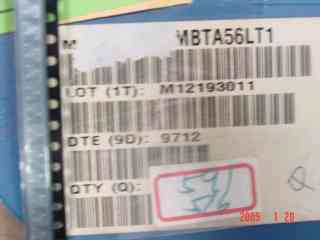 M MBTA56LT1
LOT (1T): M12193011
DTE (9D): 9712
QTY (Q):
Q
2005 1 20